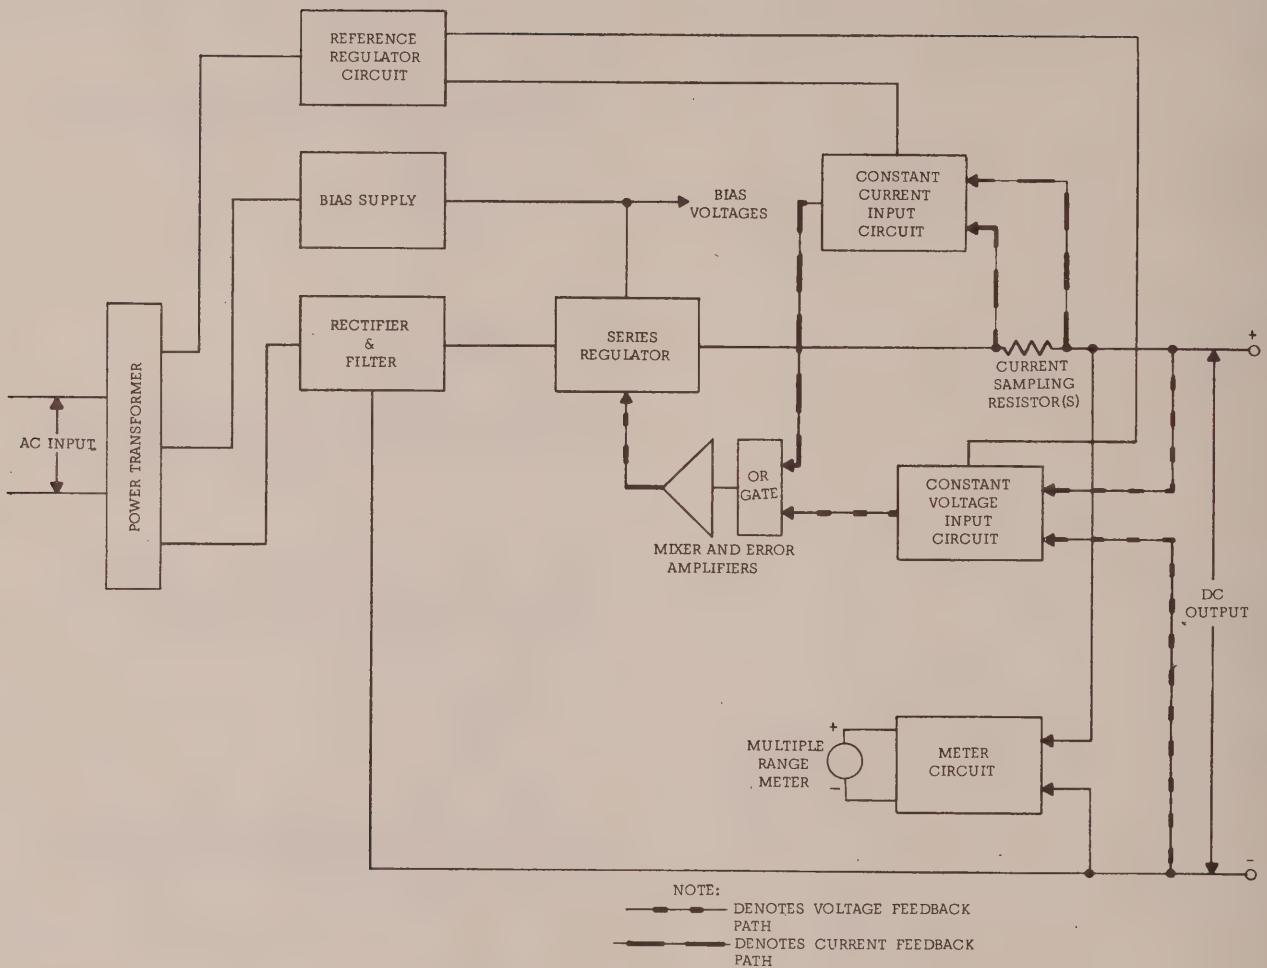 REFERENCE
REGULATOR
CIRCUIT
BIAS SUPPLY
BIAS
VOLTAGES
CONSTANT
CURRENT
INPUT
CIRCUIT
RECTIFIER
&
FILTER
SERIES
REGULATOR
+
CURRENT
SAMPLING
RESISTOR(S)
POWER TRANSFORMER
AC INPUT
OR
GATE
CONSTANT
VOLTAGE
INPUT
CIRCUIT
MIXER AND ERROR
AMPLIFIERS
DC
OUTPUT
MULTIPLE
RANGE
METER
+
−
METER
CIRCUIT
−
NOTE:
DENOTES VOLTAGE FEEDBACK
PATH
DENOTES CURRENT FEEDBACK
PATH